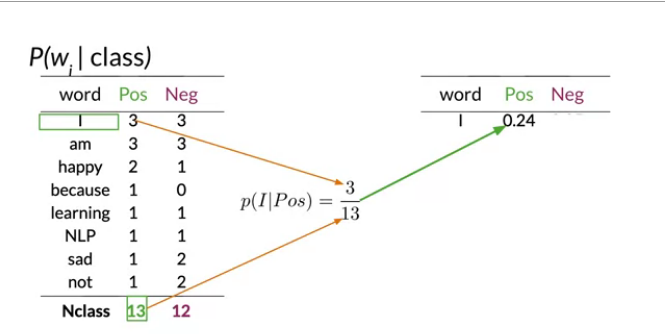 P(w_i | class)
word Pos Neg
I 3 3
am 3 3
happy 2 1
because 1 0
learning 1 1
NLP 1 1
sad 1 2
not 1 2
Nclass 13 12
p(I|Pos) = 3/13
word Pos Neg
I 0.24